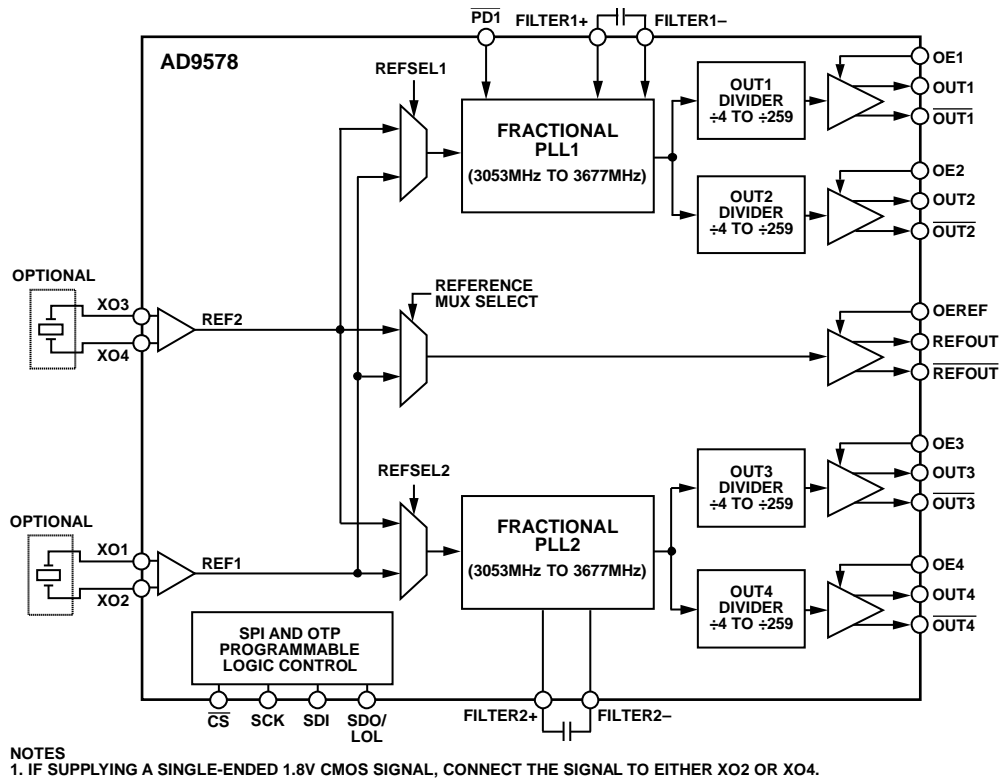 PD1
FILTER1+
FILTER1–
AD9578
REFSEL1
FRACTIONAL
PLL1
(3053MHz TO 3677MHz)
OUT1
DIVIDER
÷4 TO ÷259
OE1
OUT1
OUT1
OUT2
DIVIDER
÷4 TO ÷259
OE2
OUT2
OUT2
OPTIONAL
XO3
XO4
REF2
REFERENCE
MUX SELECT
OEREF
REFOUT
REFOUT
REFSEL2
FRACTIONAL
PLL2
(3053MHz TO 3677MHz)
OUT3
DIVIDER
÷4 TO ÷259
OE3
OUT3
OUT3
OPTIONAL
XO1
XO2
REF1
OUT4
DIVIDER
÷4 TO ÷259
OE4
OUT4
OUT4
SPI AND OTP
PROGRAMMABLE
LOGIC CONTROL
CS
SCK
SDI
SDO/
LOL
FILTER2+
FILTER2–
NOTES
1. IF SUPPLYING A SINGLE-ENDED 1.8V CMOS SIGNAL, CONNECT THE SIGNAL TO EITHER XO2 OR XO4.